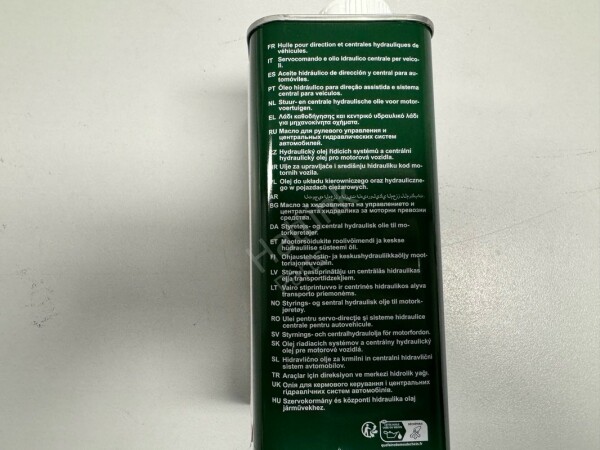 FR Huile pour direction et centrales hydrauliques de
véhicules.
IT Servocomando e olio idraulico centrale per veico-
li.
ES Aceite hidráulico de dirección y central para au-
tomóviles.
PT Óleo hidráulico para direção assistida e sistema
central para veículos.
NL Stuur- en centrale hydraulische olie voor motor-
voertuigen.
EL Λάδι καθοδήγησης και κεντρικό υδραυλικό λάδι
για μηχανοκίνητα οχήματα.
RU Масло для рулевого управления и
центральных гидравлических систем
автомобилей.
CZ Hydraulický olej řídicích systémů a centrální
hydraulický olej pro motorová vozidla.
HR Ulje za upravljače i središnju hidrauliku kod mo-
tornih vozila.
PL Olej do układu kierowniczego oraz hydrauliczne-
go w pojazdach osobowych.
AR
BG Масло за хидравликата на управлението и
централната хидравлика за моторни превозни
средства.
DA Styrings- og central hydraulisk olie til mo-
torkøretøjer.
ET Mootorsõidukite roolivõimendi ja keskse
hydraulilise süsteemi õli.
FI Ohjaustehostin- ja keskushydrauliikkaöljy moot-
toriajoneuvoihin.
LV Stūres pastiprinātāju un centrālās hidraulikas
eļļa transportlīdzekļiem.
LT Vairo stiprintuvo ir centrinės hidraulikos alyva
transporto priemonėms.
NO Styrings- og sentral hydraulisk olje til motork-
jøretøy.
RO Ulei pentru servo-direcţie şi sisteme hidraulice
centrale pentru autovehicule.
SV Styrnings- och centralhydraulolja för motorfordon.
SK Olej riadiacich systémov a centrálny hydraulický
olej pre motorové vozidlá.
SL Hidravlično olje za krmilni in centralni hidravlični
sistem avtomobilov.
TR Araçlar için direksiyon ve merkezi hidrolik yağı.
UK Олія для кермового керування і центральних
гідравлічних систем автомобілів.
HU Szervokormány és központi hidraulika olaj
járművekhez.